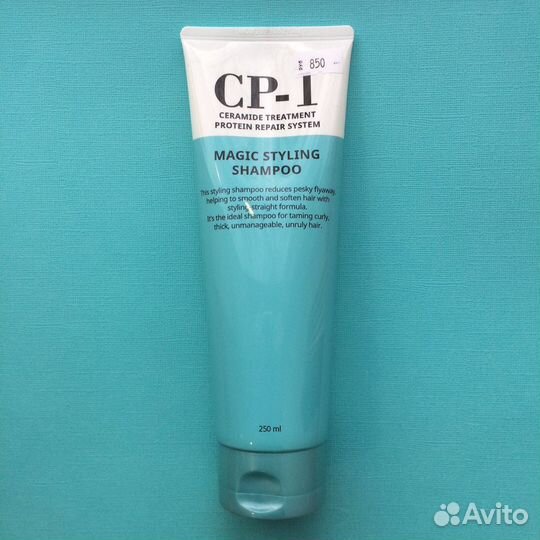 850
CP-1
CERAMIDE TREATMENT
PROTEIN REPAIR SYSTEM
MAGIC STYLING
SHAMPOO
This styling shampoo reduces pesky flyaway
helping to smooth and soften hair with
styling straight formula.
It's the ideal shampoo for taming curly,
thick, unmanageable, unruly hair.
250 ml
Avito